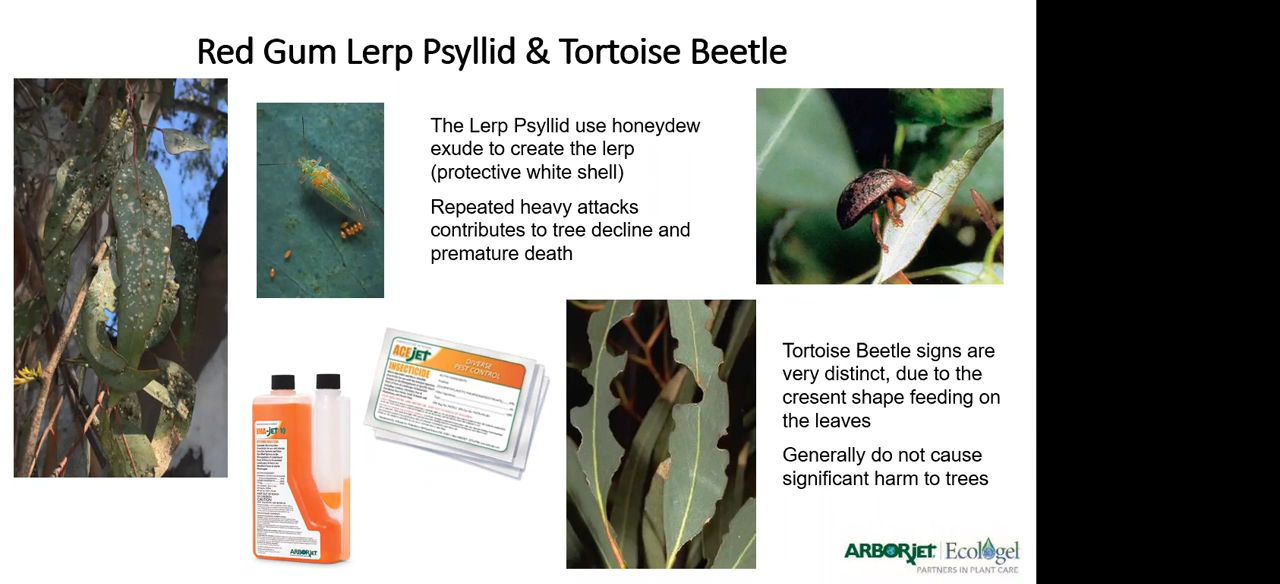 Red Gum Lerp Psyllid & Tortoise Beetle
The Lerp Psyllid use honeydew
exude to create the lerp
(protective white shell)
Repeated heavy attacks
contributes to tree decline and
premature death
ACEjET
INSECTICIDE
DIVERSE
PEST CONTROL
IMA-jET10
CAUTION
ARBORjET
Tortoise Beetle signs are
very distinct, due to the
cresent shape feeding on
the leaves
Generally do not cause
significant harm to trees
ARBORjET Ecologel
PARTNERS IN PLANT CARE